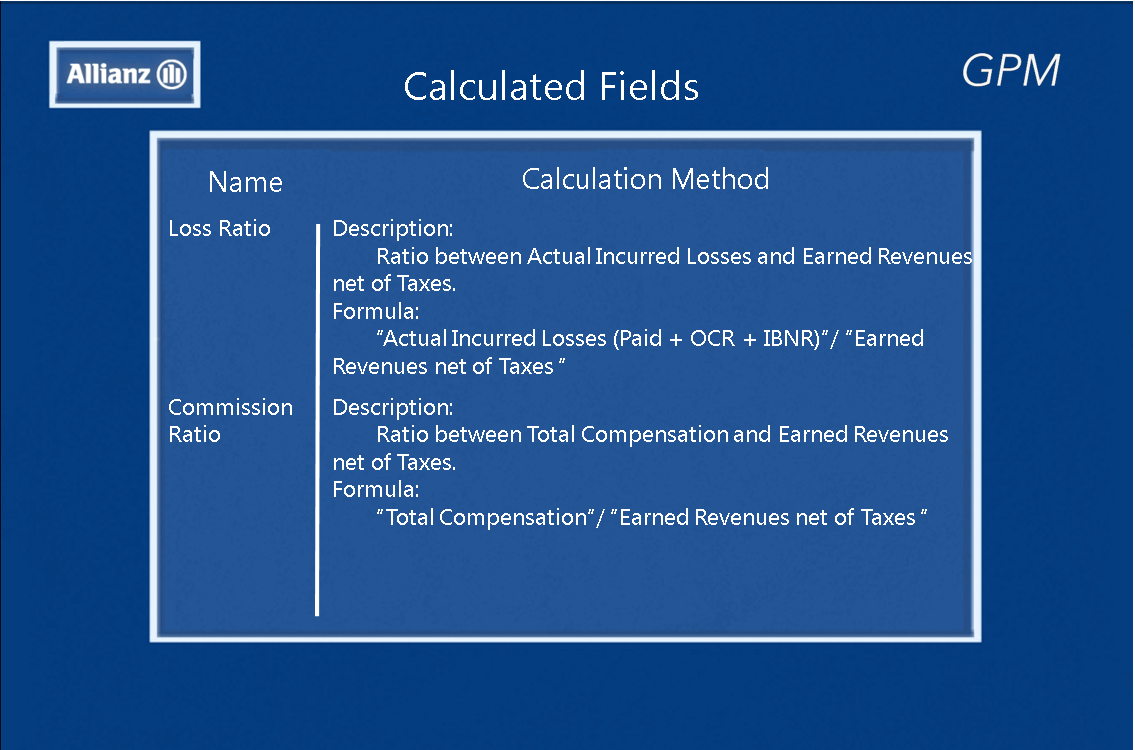 Allianz
Calculated Fields
GPM
Name
Calculation Method
Loss Ratio
Description:
Ratio between Actual Incurred Losses and Earned Revenues
net of Taxes.
Formula:
"Actual Incurred Losses (Paid + OCR + IBNR)"/ "Earned
Revenues net of Taxes "
Commission
Ratio
Description:
Ratio between Total Compensation and Earned Revenues
net of Taxes.
Formula:
"Total Compensation"/ "Earned Revenues net of Taxes "